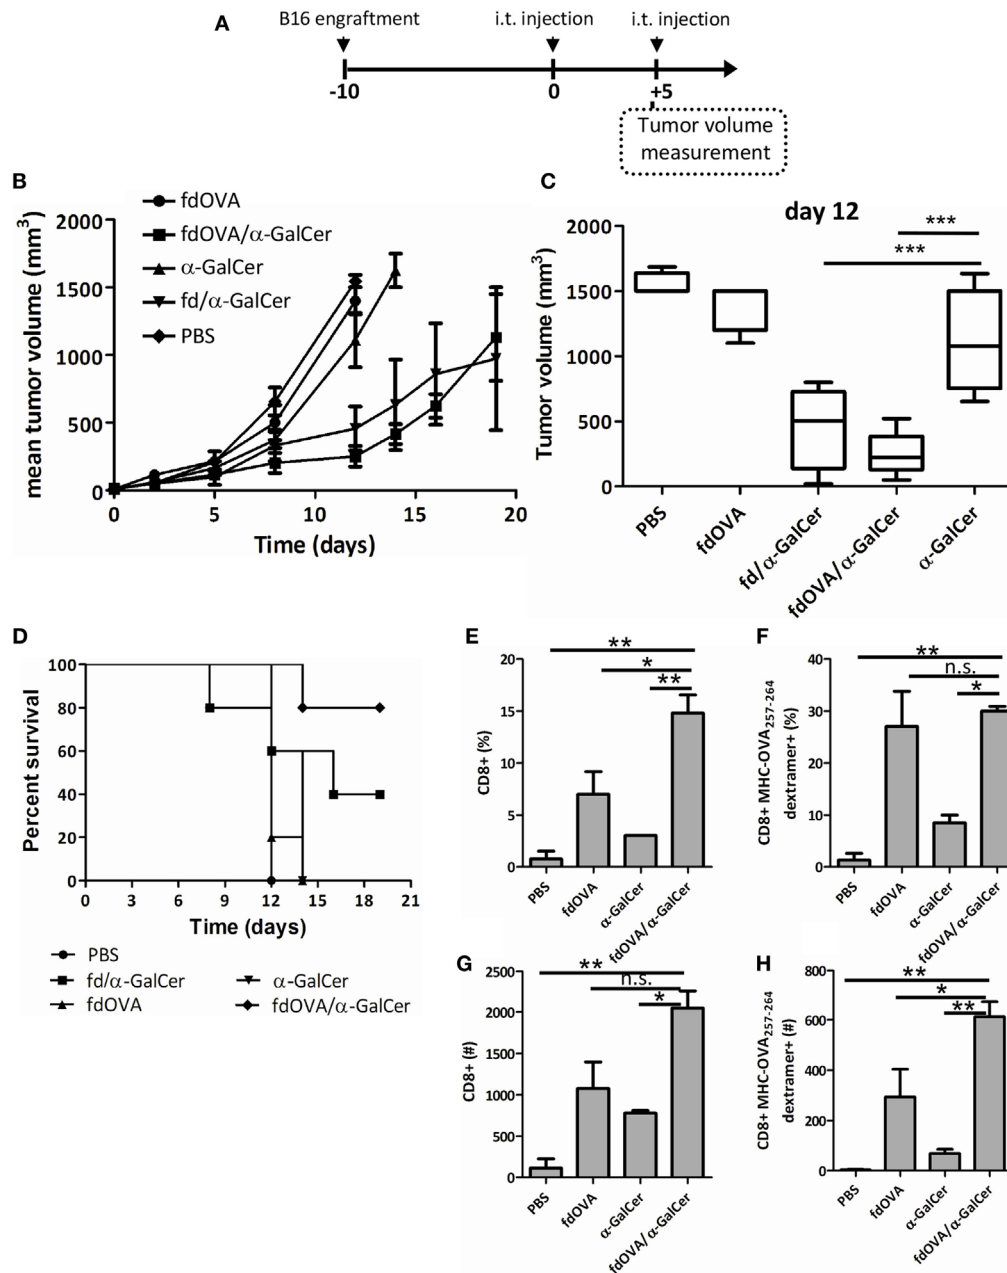 A
B16 engraftment
i.t. injection
i.t. injection
-10
0
+5
Tumor volume
measurement
B
fdOVA
fdOVA/α-GalCer
α-GalCer
fd/α-GalCer
PBS
mean tumor volume (mm³)
2000
1500
1000
500
0
0
5
10
15
20
Time (days)
C
day 12
***
***
Tumor volume (mm³)
2000
1500
1000
500
0
PBS
fdOVA
fd/α-GalCer
fdOVA/α-GalCer
α-GalCer
D
Percent survival
100
80
60
40
20
0
0
3
6
9
12
15
18
21
Time (days)
PBS
fd/α-GalCer
fdOVA
α-GalCer
fdOVA/α-GalCer
E
**
*
**
CD8+ (%)
20
15
10
5
0
PBS
fdOVA
α-GalCer
fdOVA/α-GalCer
F
**
n.s.
*
CD8+ MHC-OVA257-264
dextramer+ (%)
40
30
20
10
0
PBS
fdOVA
α-GalCer
fdOVA/α-GalCer
G
**
n.s.
*
CD8+ (#)
2500
2000
1500
1000
500
0
PBS
fdOVA
α-GalCer
fdOVA/α-GalCer
H
**
*
**
CD8+ MHC-OVA257-264
dextramer+ (#)
800
600
400
200
0
PBS
fdOVA
α-GalCer
fdOVA/α-GalCer